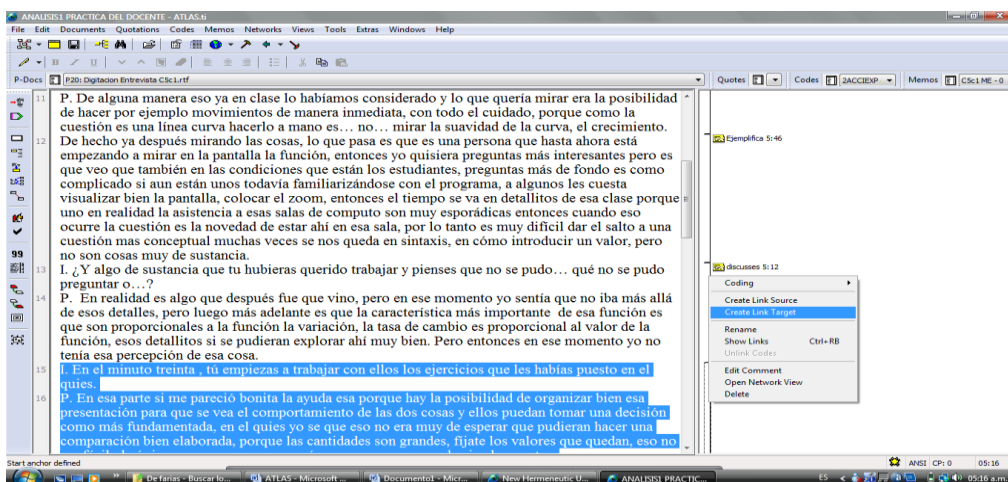 ANALISIS1 PRACTICA DEL DOCENTE - ATLAS.ti
File Edit Documents Quotations Codes Memos Networks Views Tools Extras Windows Help
P-Docs P20: Digitacion Entrevista C5c1.rtf Quotes Codes 2ACCIEXP Memos C5c1 ME - 0
11 P. De alguna manera eso ya en clase lo habíamos considerado y lo que quería mirar era la posibilidad
de hacer por ejemplo movimientos de manera inmediata, con todo el cuidado, porque como la
cuestión es una línea curva hacerlo a mano es… no… mirar la suavidad de la curva, el crecimiento.
12 De hecho ya después mirando las cosas, lo que pasa es que es una persona que hasta ahora está
empezando a mirar en la pantalla la función, entonces yo quisiera preguntas más interesantes pero es
que veo que también en las condiciones que están los estudiantes, preguntas más de fondo es como
complicado si aun están unos todavía familiarizándose con el programa, a algunos les cuesta
visualizar bien la pantalla, colocar el zoom, entonces el tiempo se va en detallitos de esa clase porque
uno en realidad la asistencia a esas salas de computo son muy esporádicas entonces cuando eso
ocurre la cuestión es la novedad de estar ahí en esa sala, por lo tanto es muy difícil dar el salto a una
cuestión mas conceptual muchas veces se nos queda en sintaxis, en cómo introducir un valor, pero
no son cosas muy de sustancia.
13 I. ¿Y algo de sustancia que tu hubieras querido trabajar y pienses que no se pudo… qué no se pudo
preguntar o…?
14 P. En realidad es algo que después fue que vino, pero en ese momento yo sentía que no iba más allá
de esos detalles, pero luego más adelante es que la característica más importante de esa función es
que son proporcionales a la función la variación, la tasa de cambio es proporcional al valor de la
función, esos detallitos si se pudieran explorar ahí muy bien. Pero entonces en ese momento yo no
tenía esa percepción de esa cosa.
15 I. En el minuto treinta , tú empiezas a trabajar con ellos los ejercicios que les habías puesto en el
quies.
16 P. En esa parte si me pareció bonita la ayuda esa porque hay la posibilidad de organizar bien esa
presentación para que se vea el comportamiento de las dos cosas y ellos puedan tomar una decisión
como más fundamentada, en el quies yo se que eso no era muy de esperar que pudieran hacer una
comparación bien elaborada, porque las cantidades son grandes, fíjate los valores que quedan, eso no
Ejemplifica 5:46
discusses 5:12
Coding
Create Link Source
Create Link Target
Rename
Show Links Ctrl+RB
Unlink Codes
Edit Comment
Open Network View
Delete
Start anchor defined ANSI CP: 0 05:16
De farias - Buscar lo... ATLAS - Microsoft ... Documento1 - Micr... New Hermeneutic U... ANALISIS1 PRACTIC... ES 05:16 a.m.